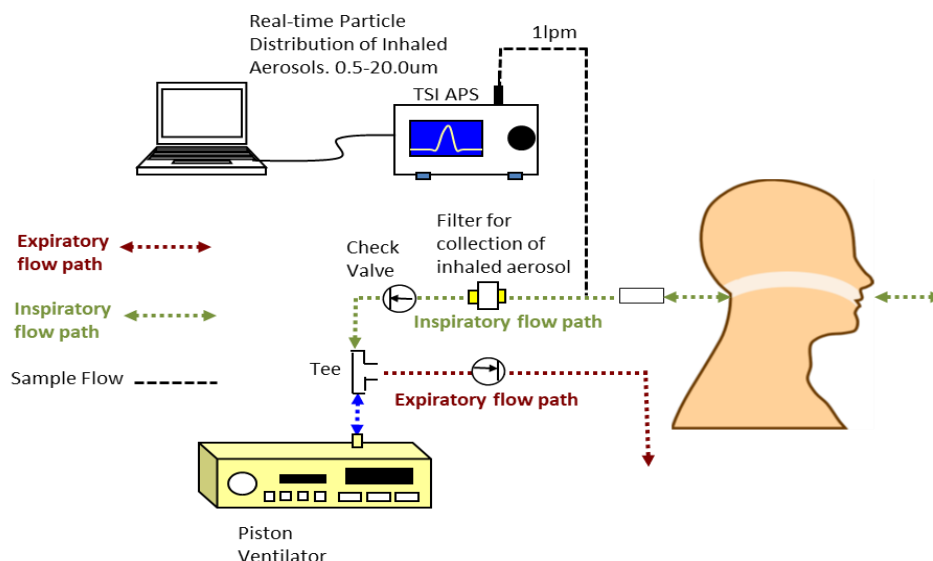 Real-time Particle
Distribution of Inhaled
Aerosols. 0.5-20.0um
1lpm
TSI APS
Expiratory
flow path
Inspiratory
flow path
Sample Flow
Check
Valve
Filter for
collection of
inhaled aerosol
Inspiratory flow path
Tee
Expiratory flow path
Piston
Ventilator